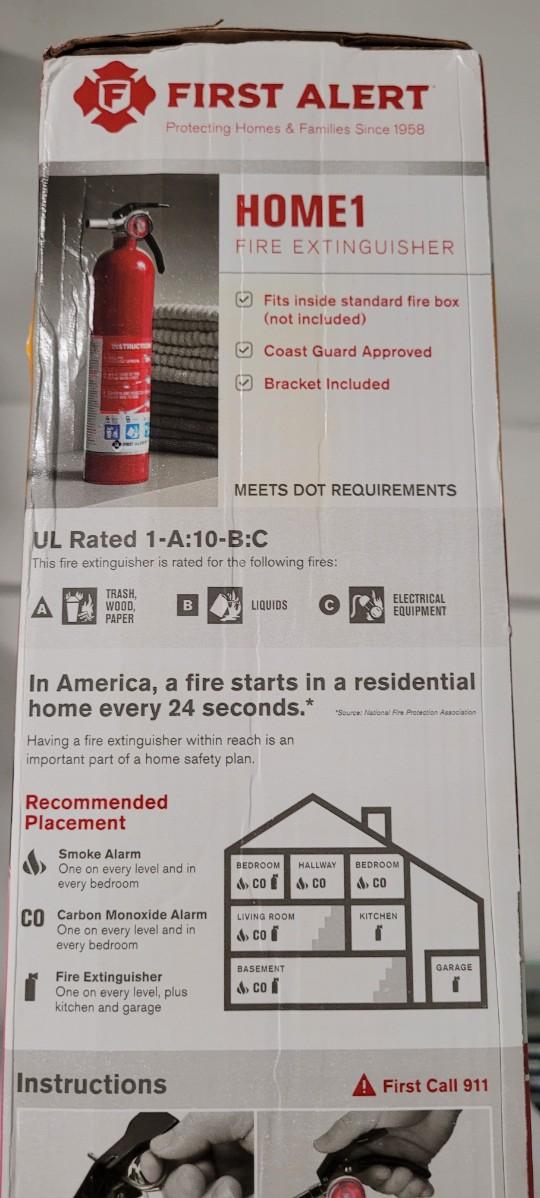 FIRST ALERT
Protecting Homes & Families Since 1958
HOME1
FIRE EXTINGUISHER
Fits inside standard fire box
(not included)
Coast Guard Approved
Bracket Included
INSTRUCTION
MEETS DOT REQUIREMENTS
UL Rated 1-A:10-B:C
This fire extinguisher is rated for the following fires:
A
TRASH,
WOOD,
PAPER
B
LIQUIDS
C
ELECTRICAL
EQUIPMENT
In America, a fire starts in a residential
home every 24 seconds.*
*Source: National Fire Protection Association
Having a fire extinguisher within reach is an
important part of a home safety plan.
Recommended
Placement
Smoke Alarm
One on every level and in
every bedroom
CO Carbon Monoxide Alarm
One on every level and in
every bedroom
Fire Extinguisher
One on every level, plus
kitchen and garage
BEDROOM
CO
HALLWAY
CO
BEDROOM
CO
LIVING ROOM
CO
KITCHEN
BASEMENT
CO
GARAGE
Instructions
First Call 911